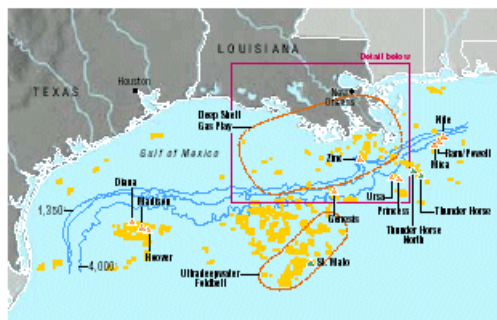 LOUISIANA
Detail below
TEXAS
Houston
New
Orleans
Deep Shelf
Gas Play
Nile
Gulf of Mexico
Zinc
Ram/Powell
Mica
Diana
Madison
Ursa
1,350
Genesis
Princess
Thunder Horse
Thunder Horse
North
Hoover
4,000
St. Malo
Ultradeepwater
Foldbelt